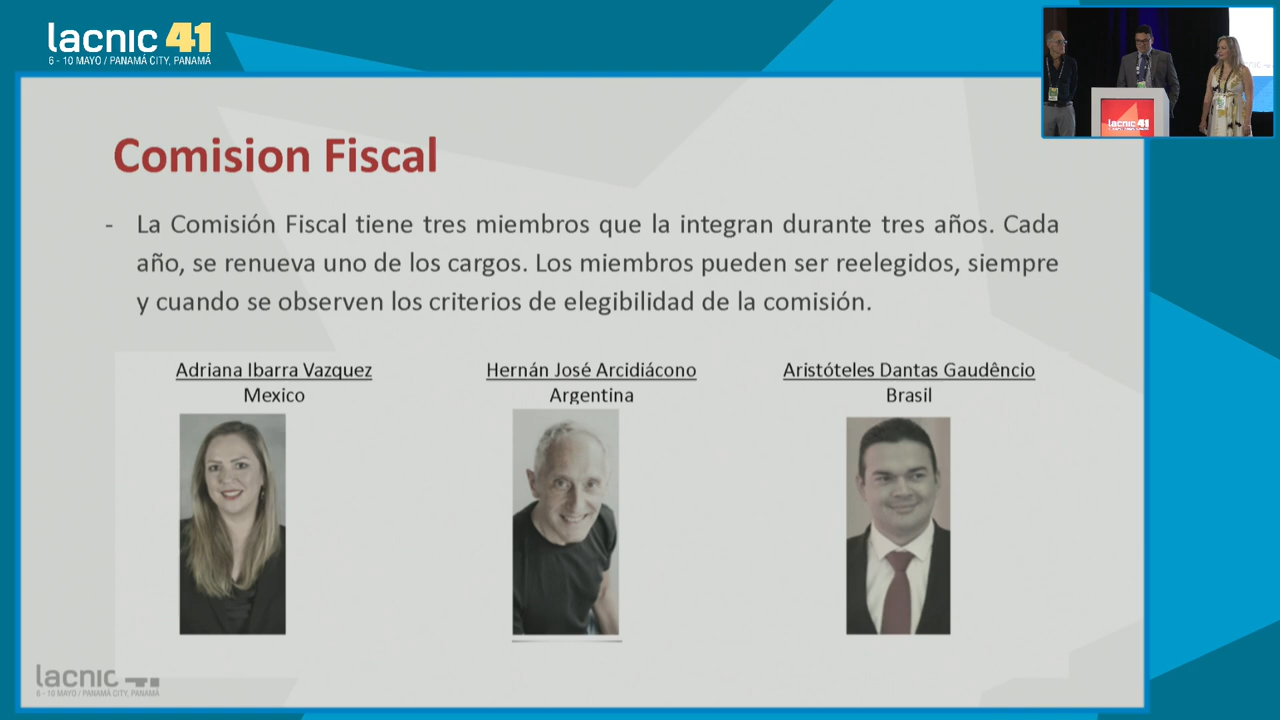 lacnic 41
6 - 10 MAYO / PANAMÁ CITY, PANAMÁ
lacnic 41
Comision Fiscal
- La Comisión Fiscal tiene tres miembros que la integran durante tres años. Cada
año, se renueva uno de los cargos. Los miembros pueden ser reelegidos, siempre
y cuando se observen los criterios de elegibilidad de la comisión.
Adriana Ibarra Vazquez
Mexico
Hernán José Arcidiácono
Argentina
Aristóteles Dantas Gaudêncio
Brasil
lacnic
6 - 10 MAYO / PANAMÁ CITY, PANAMÁ